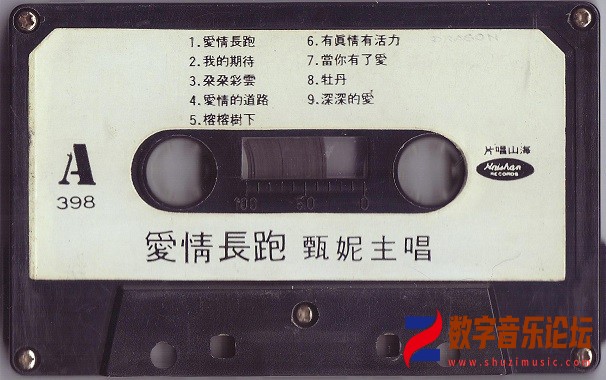 1.愛情長跑
2.我的期待
3.朶朶彩雲
4.愛情的道路
5.榕榕樹下
6.有眞情有活力
7.當你有了愛
8.牡丹
9.深深的愛
A
398
片唱山海
Haishan
RECORDS
100 50 0
愛情長跑 甄妮主唱
数字音乐论坛
www.shuzimusic.com